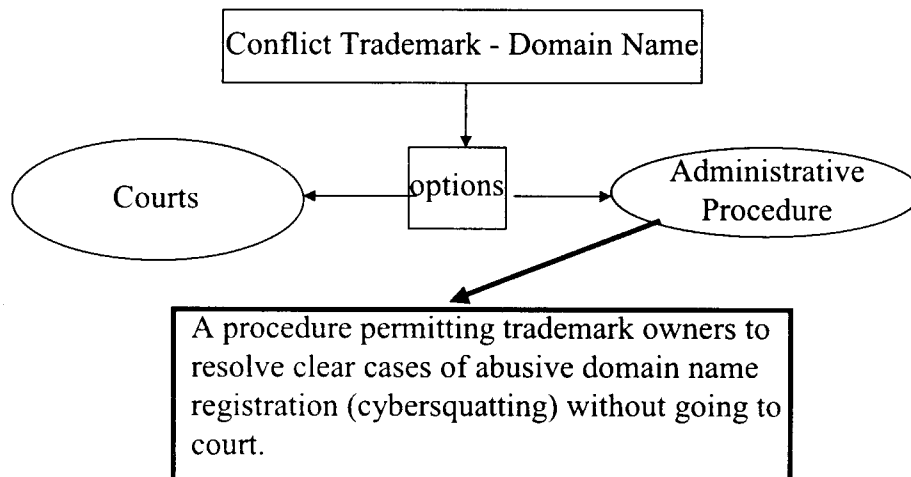 Conflict Trademark - Domain Name
options
Courts
Administrative
Procedure
A procedure permitting trademark owners to
resolve clear cases of abusive domain name
registration (cybersquatting) without going to
court.